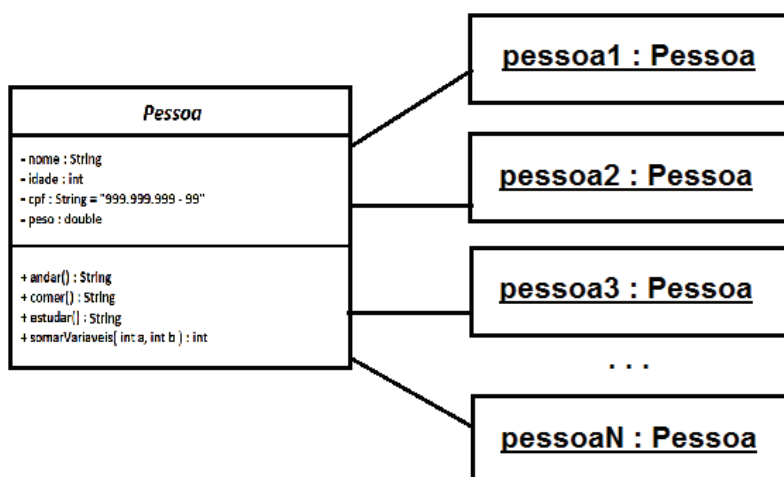 Pessoa
- nome : String
- idade : int
- cpf : String = "999.999.999 - 99"
- peso : double
+ andar() : String
+ comer() : String
+ estudar() : String
+ somarVariaveis( int a, int b ) : int
pessoa1 : Pessoa
pessoa2 : Pessoa
pessoa3 : Pessoa
. . .
pessoaN : Pessoa